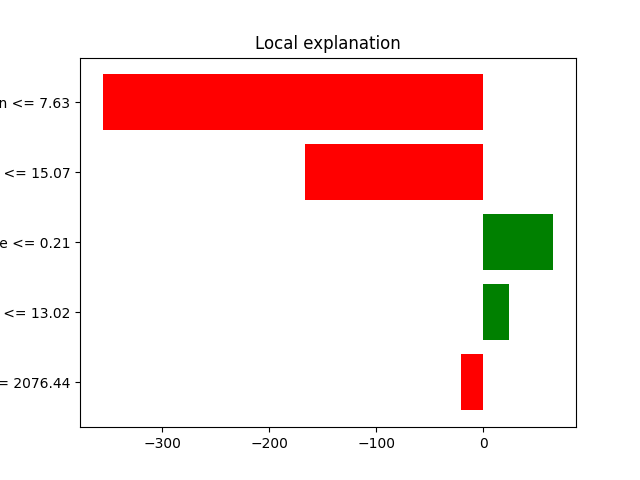 Local explanation
n <= 7.63
<= 15.07
e <= 0.21
<= 13.02
= 2076.44
−300 −200 −100 0